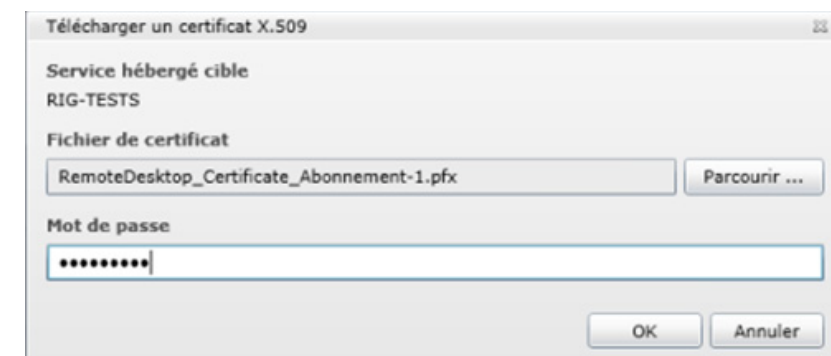 Télécharger un certificat X.509
Service hébergé cible
RIG-TESTS
Fichier de certificat
RemoteDesktop_Certificate_Abonnement-1.pfx
Parcourir ...
Mot de passe
•••••••••
OK
Annuler